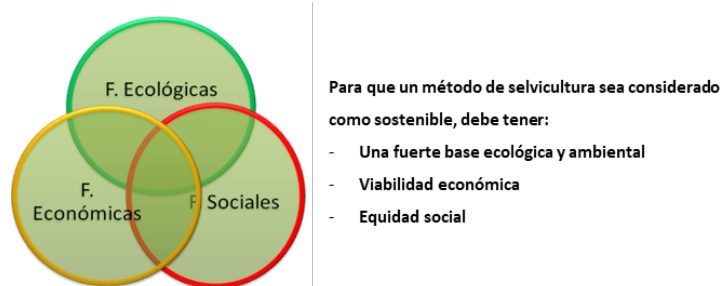 F. Ecológicas
F.
Económicas
F. Sociales
Para que un método de selvicultura sea considerado
como sostenible, debe tener:
- Una fuerte base ecológica y ambiental
- Viabilidad económica
- Equidad social